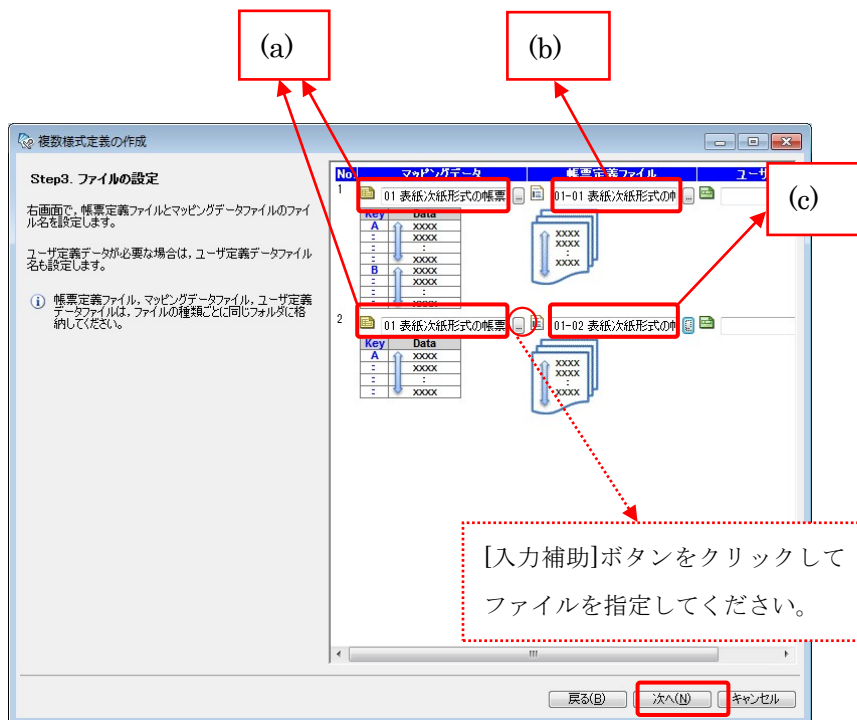 (a)
(b)
複数様式定義の作成
Step3. ファイルの設定
右画面で，帳票定義ファイルとマッピングデータファイルのファイ
ル名を設定します。
ユーザ定義データが必要な場合は，ユーザ定義データファイル
名も設定します。
帳票定義ファイル，マッピングデータファイル，ユーザ定義
データファイルは，ファイルの種類ごとに同じフォルダに格
納してください。
No マッピングデータ 帳票定義ファイル ユーザ
(c)
1 01 表紙次紙形式の帳票 ... 01-01 表紙次紙形式の ...
Key Data
A xxxx
: xxxx
: :
: xxxx
B xxxx
: xxxx
: :
: xxxx
xxxx
xxxx
:
xxxx
2 01 表紙次紙形式の帳票 ... 01-02 表紙次紙形式の ...
Key Data
A xxxx
: xxxx
: :
: xxxx
xxxx
xxxx
:
xxxx
[入力補助]ボタンをクリックして
ファイルを指定してください。
戻る(B) 次へ(N) キャンセル